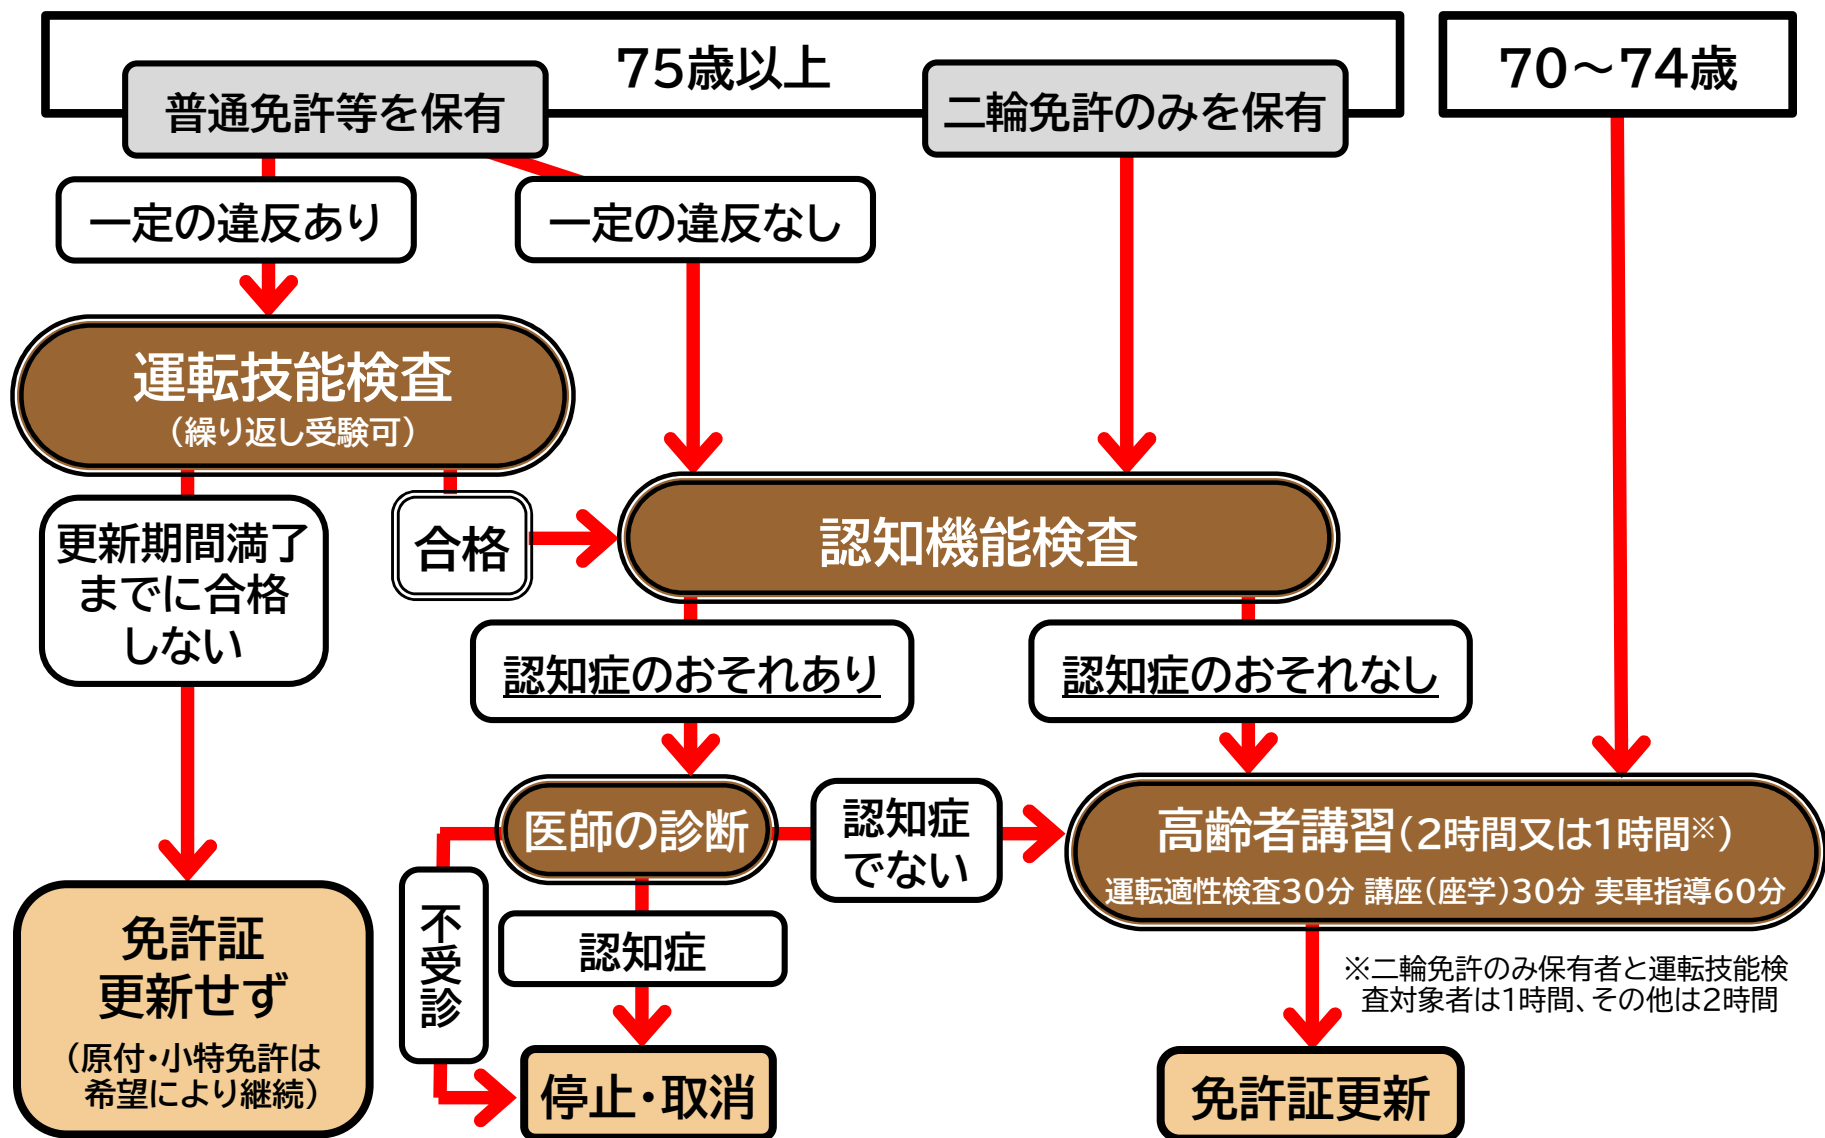 75歳以上
70～74歳
普通免許等を保有
二輪免許のみを保有
一定の違反あり
一定の違反なし
運転技能検査
（繰り返し受験可）
更新期間満了
までに合格
しない
合格
認知機能検査
認知症のおそれあり
認知症のおそれなし
医師の診断
認知症
でない
高齢者講習（2時間又は1時間※）
運転適性検査30分 講座（座学）30分 実車指導60分
不受診
認知症
免許証
更新せず
（原付・小特免許は
希望により継続）
※二輪免許のみ保有者と運転技能検
査対象者は1時間、その他は2時間
停止・取消
免許証更新